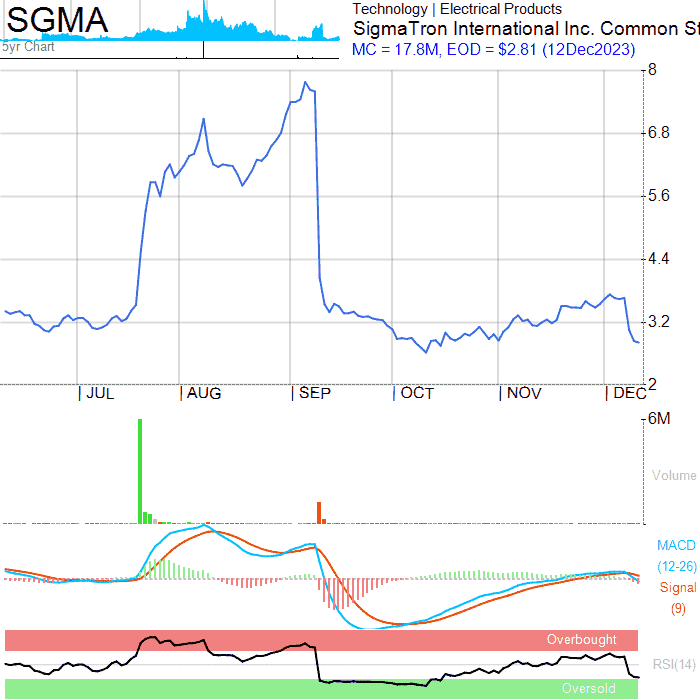 SGMA
5yr Chart
Technology | Electrical Products
SigmaTron International Inc. Common St
MC = 17.8M, EOD = $2.81 (12Dec2023)
8
6.8
5.6
4.4
3.2
2
JUL AUG SEP OCT NOV DEC
6M
Volume
MACD
(12-26)
Signal
(9)
Overbought
RSI(14)
Oversold